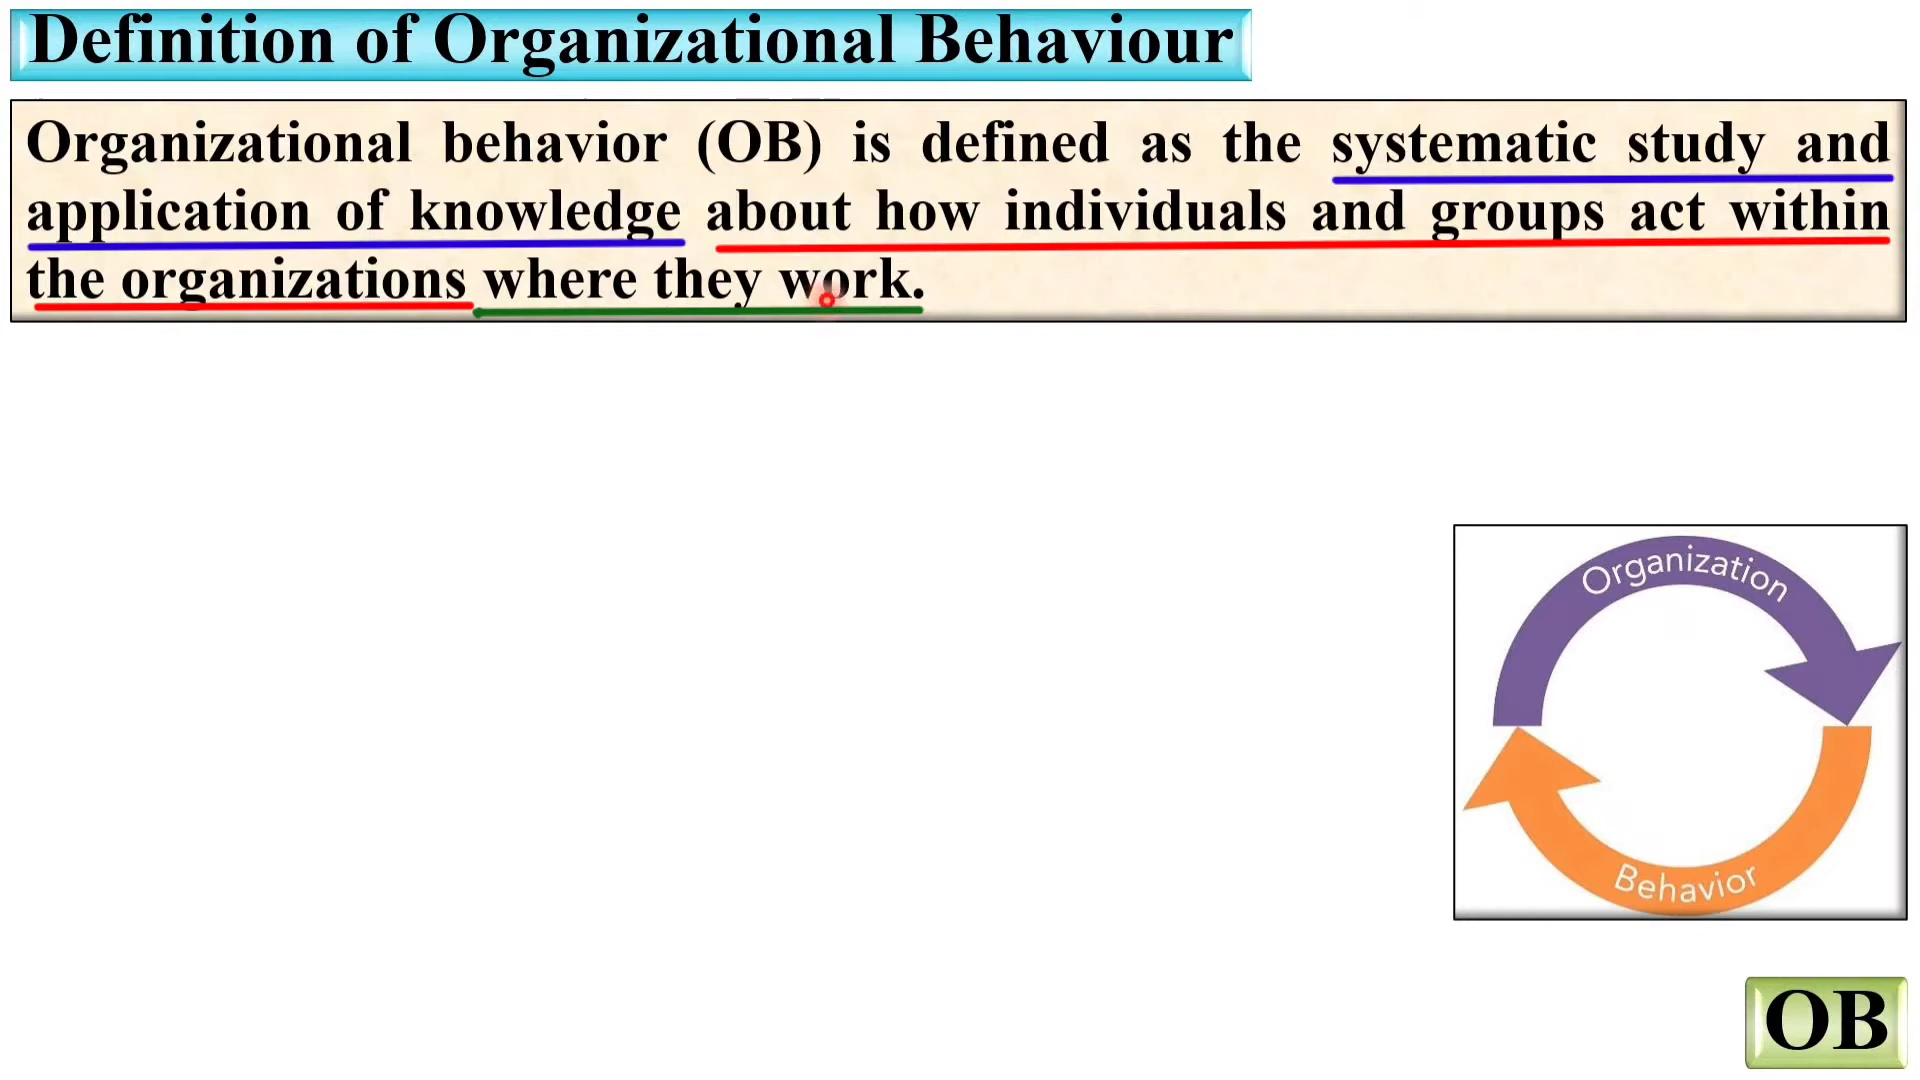 Definition of Organizational Behaviour
Organizational behavior (OB) is defined as the systematic study and
application of knowledge about how individuals and groups act within
the organizations where they work.
Organization
Behavior
OB